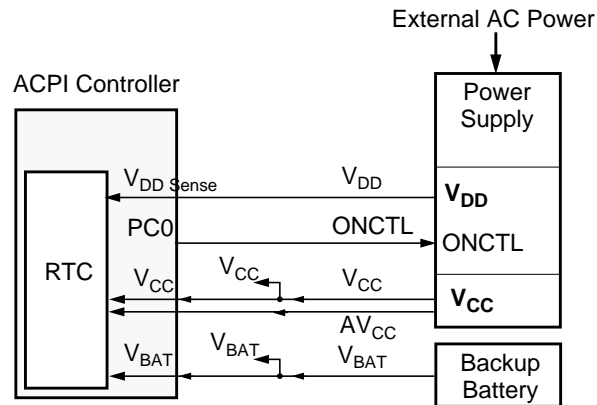 External AC Power
ACPI Controller
Power
Supply
VDD Sense
VDD
VDD
PC0
ONCTL
ONCTL
RTC
VCC
VCC
VCC
VCC
AVCC
VBAT
VBAT
VBAT
Backup
Battery